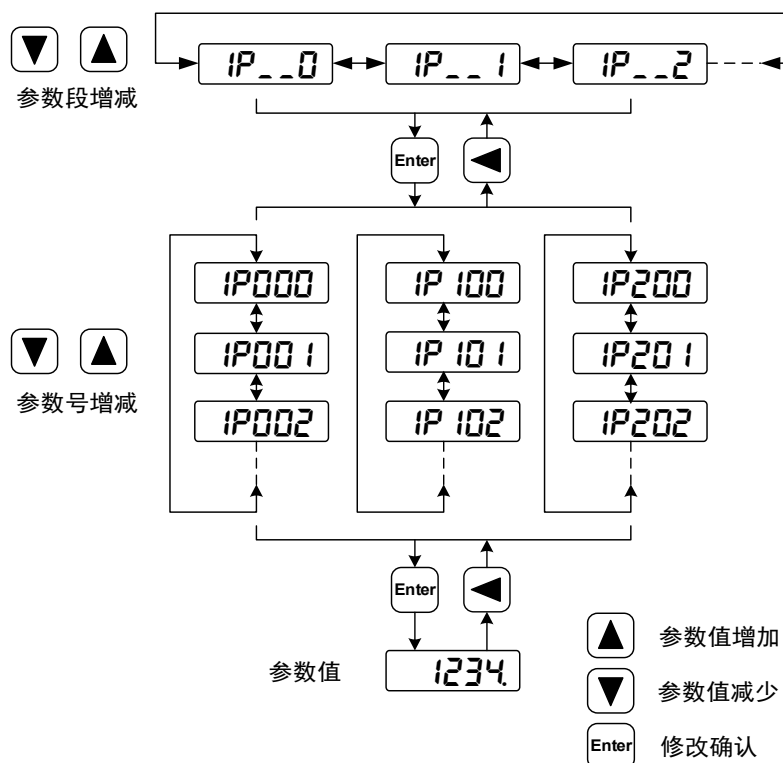 1P__0 1P__1 1P__2
参数段增减
Enter
1P000 1P100 1P200
1P001 1P101 1P201
参数号增减
1P002 1P102 1P202
Enter
参数值 1234.
参数值增加
参数值减少
Enter 修改确认